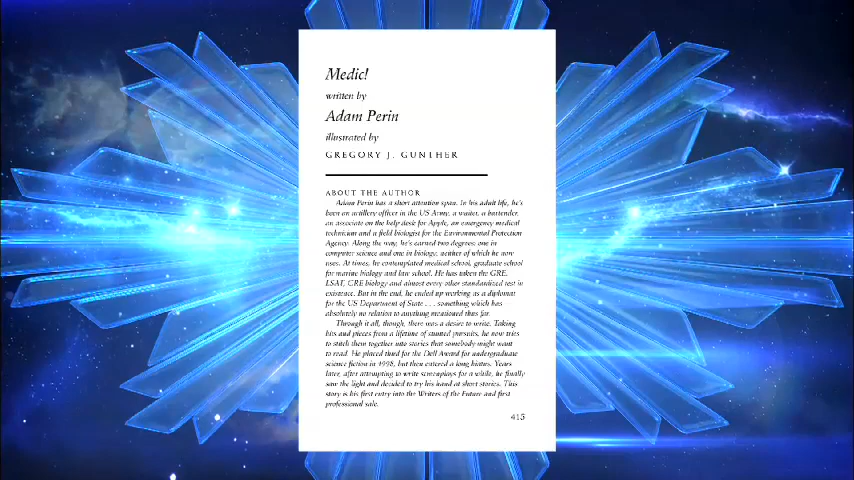 Medic!
written by
Adam Perin
illustrated by
GREGORY J. GUNTHER
ABOUT THE AUTHOR
Adam Perin has a short attention span. In his adult life, he's
been an artillery officer in the US Army, a waiter, a bartender,
an associate on the help desk for Apple, an emergency medical
technician and a field biologist for the Environmental Protection
Agency. Along the way, he's earned two degrees: one in
computer science and one in biology, neither of which he now
uses. At times, he contemplated medical school, graduate school
for marine biology and law school. He has taken the GRE,
LSAT, GRE biology and almost every other standardized test in
existence. But in the end, he ended up working as a diplomat
for the US Department of State . . . something which has
absolutely no relation to anything mentioned thus far.
Through it all, though, there was a desire to write. Taking
bits and pieces from a lifetime of stunted pursuits, he now tries
to stitch them together into stories that somebody might want
to read. He placed third for the Dell Award for undergraduate
science fiction in 1998, but then entered a long hiatus. Years
later, after attempting to write screenplays for a while, he finally
saw the light and decided to try his hand at short stories. This
story is his first entry into the Writers of the Future and first
professional sale.
415